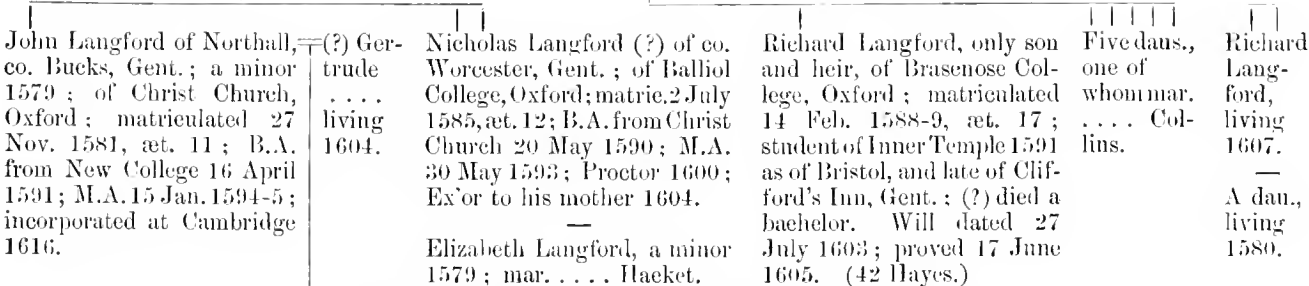 John Langford of Northall,
co. Bucks, Gent.; a minor
1579; of Christ Church,
Oxford; matriculated 27
Nov. 1581, æt. 11; B.A.
from New College 16 April
1591; M.A. 15 Jan. 1594-5;
incorporated at Cambridge
1616.
(?) Ger-
trude
. . . .
living
1604.
Nicholas Langford (?) of co.
Worcester, Gent.; of Balliol
College, Oxford; matric. 2 July
1585, æt. 12; B.A. from Christ
Church 20 May 1590; M.A.
30 May 1593; Proctor 1600;
Ex'or to his mother 1604.
—
Elizabeth Langford, a minor
1579; mar. . . . . Hacket.
Richard Langford, only son
and heir, of Brasenose Col-
lege, Oxford; matriculated
14 Feb. 1588-9, æt. 17;
student of Inner Temple 1591
as of Bristol, and late of Clif-
ford's Inn, Gent.; (?) died a
bachelor. Will dated 27
July 1603; proved 17 June
1605. (42 Hayes.)
Five daus.,
one of
whom mar.
. . . . Col-
lins.
Richard
Lang-
ford,
living
1607.
—
A dau.,
living
1580.